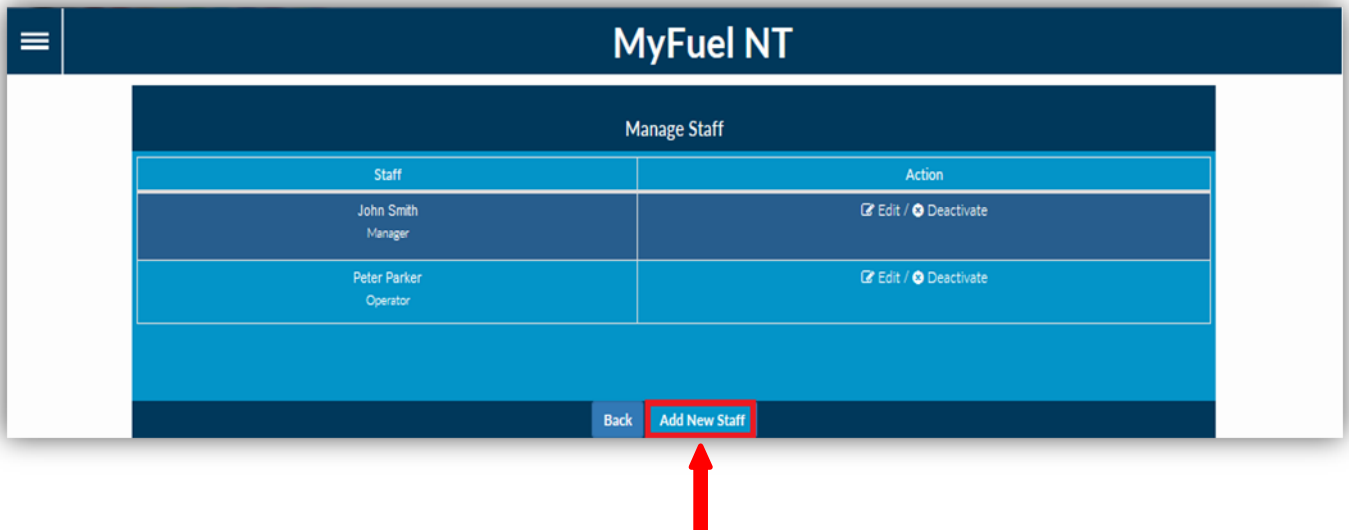 MyFuel NT
Manage Staff
Staff
Action
John Smith
Manager
Edit / Deactivate
Peter Parker
Operator
Edit / Deactivate
Back
Add New Staff